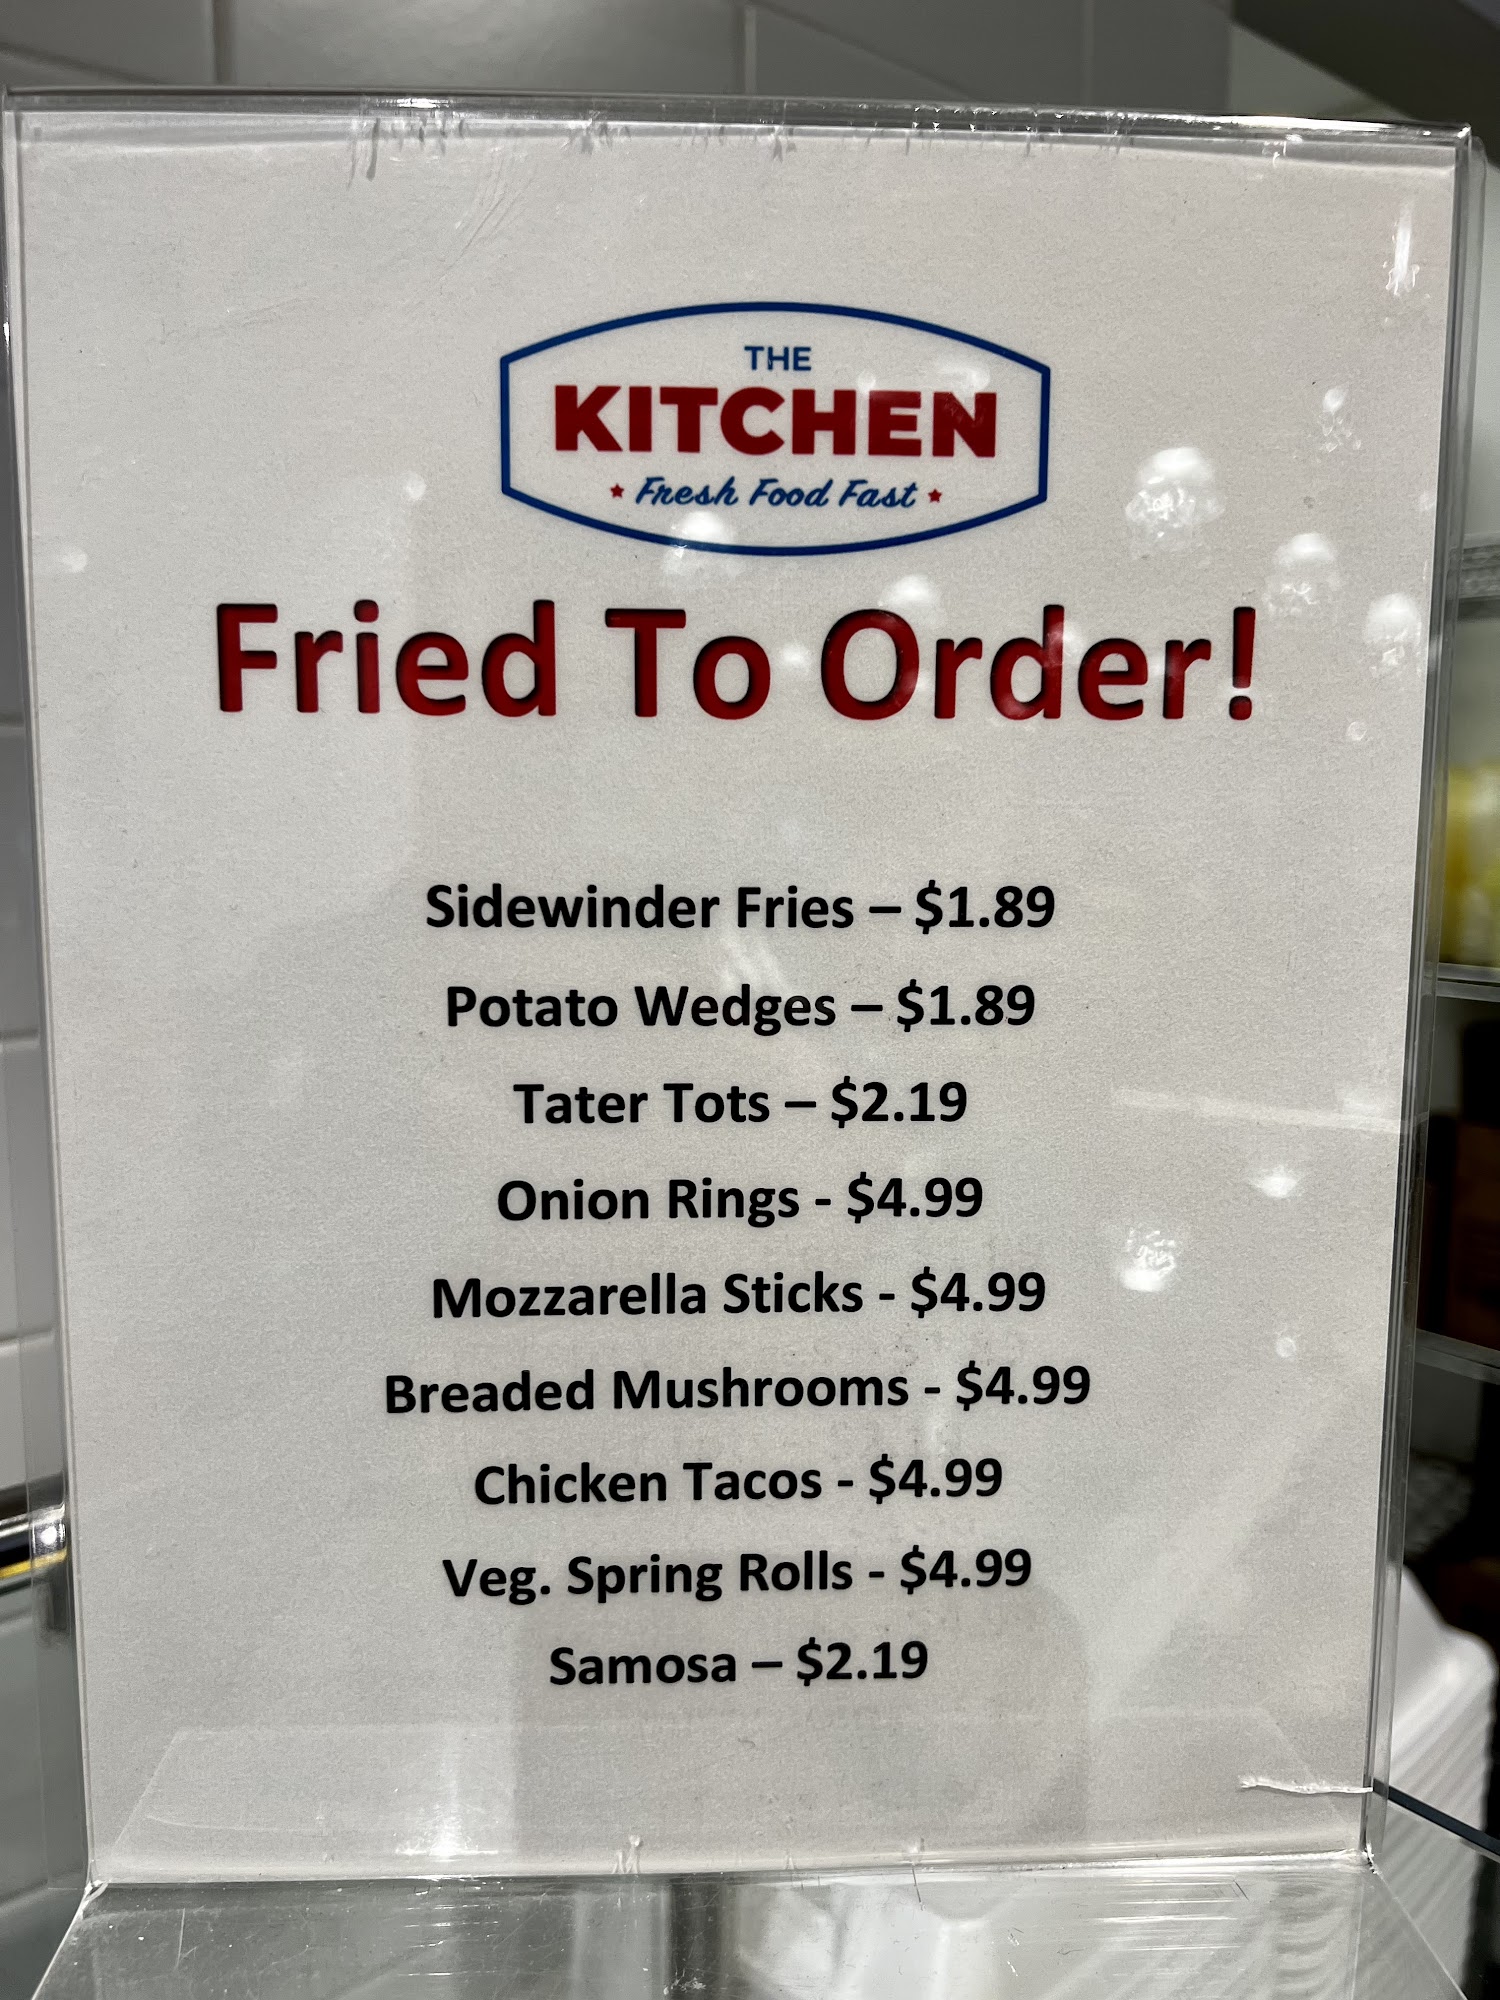 THE
KITCHEN
Fresh Food Fast
Fried To Order!
Sidewinder Fries – $1.89
Potato Wedges – $1.89
Tater Tots – $2.19
Onion Rings - $4.99
Mozzarella Sticks - $4.99
Breaded Mushrooms - $4.99
Chicken Tacos - $4.99
Veg. Spring Rolls - $4.99
Samosa – $2.19